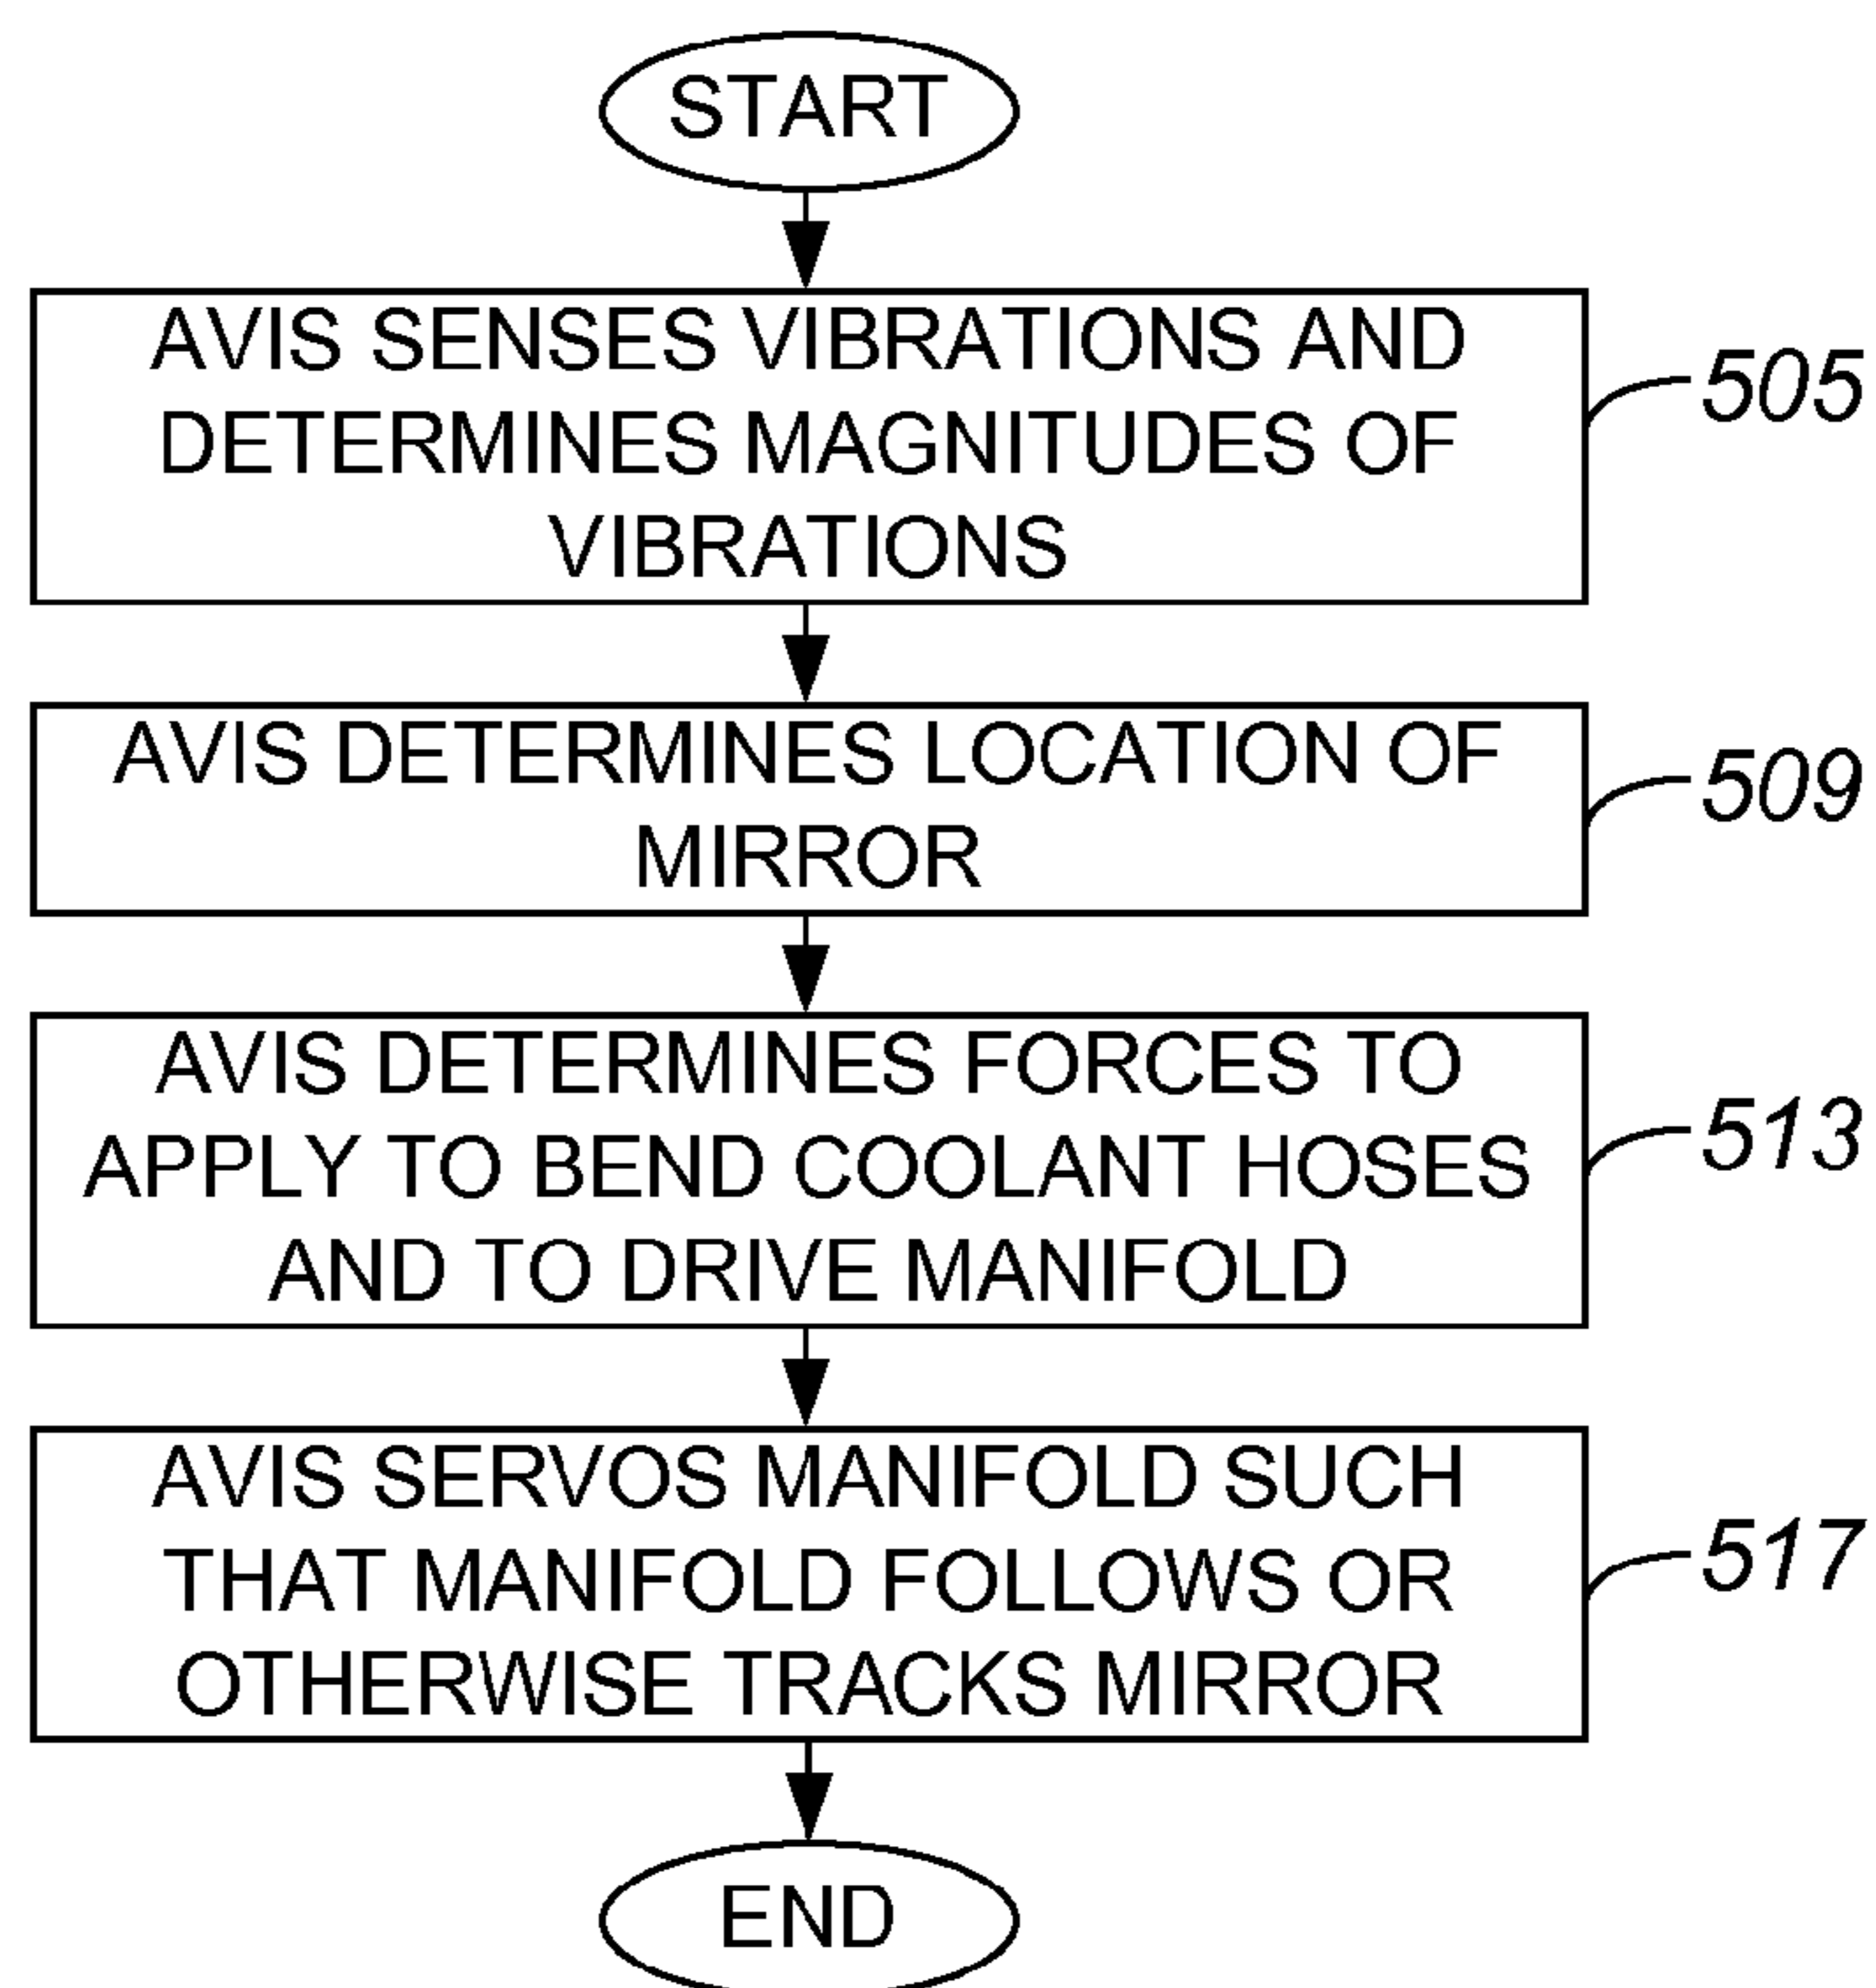 START
AVIS SENSES VIBRATIONS AND
DETERMINES MAGNITUDES OF
VIBRATIONS
505
AVIS DETERMINES LOCATION OF
MIRROR
509
AVIS DETERMINES FORCES TO
APPLY TO BEND COOLANT HOSES
AND TO DRIVE MANIFOLD
513
AVIS SERVOS MANIFOLD SUCH
THAT MANIFOLD FOLLOWS OR
OTHERWISE TRACKS MIRROR
517
END